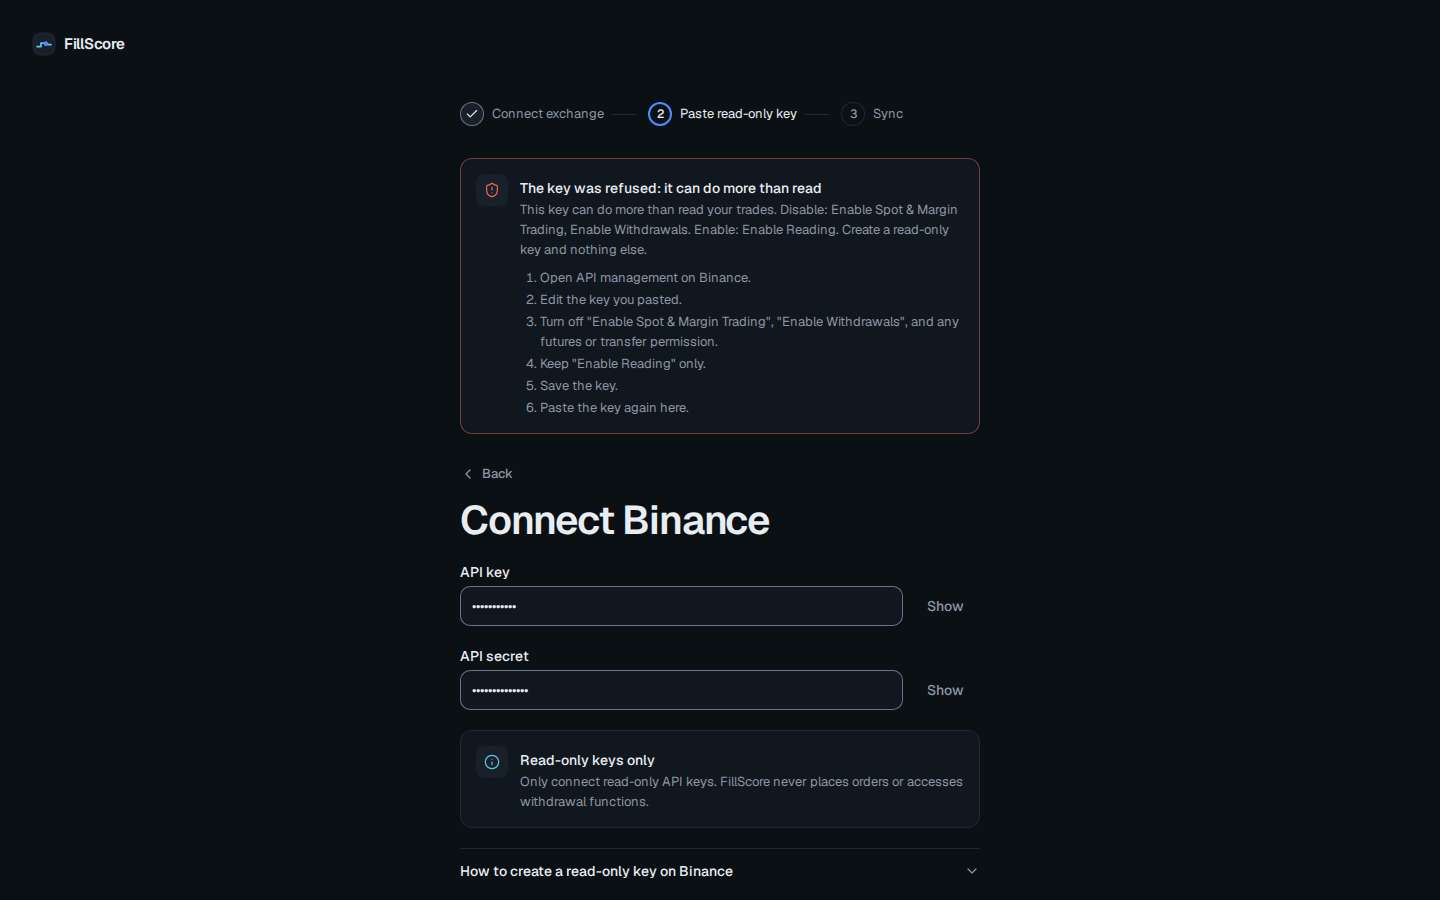 FillScore
Connect exchange
2 Paste read-only key
3 Sync
The key was refused: it can do more than read
This key can do more than read your trades. Disable: Enable Spot & Margin
Trading, Enable Withdrawals. Enable: Enable Reading. Create a read-only
key and nothing else.
1. Open API management on Binance.
2. Edit the key you pasted.
3. Turn off "Enable Spot & Margin Trading", "Enable Withdrawals", and any
futures or transfer permission.
4. Keep "Enable Reading" only.
5. Save the key.
6. Paste the key again here.
Back
Connect Binance
API key
••••••••••• Show
API secret
•••••••••••••• Show
Read-only keys only
Only connect read-only API keys. FillScore never places orders or accesses
withdrawal functions.
How to create a read-only key on Binance